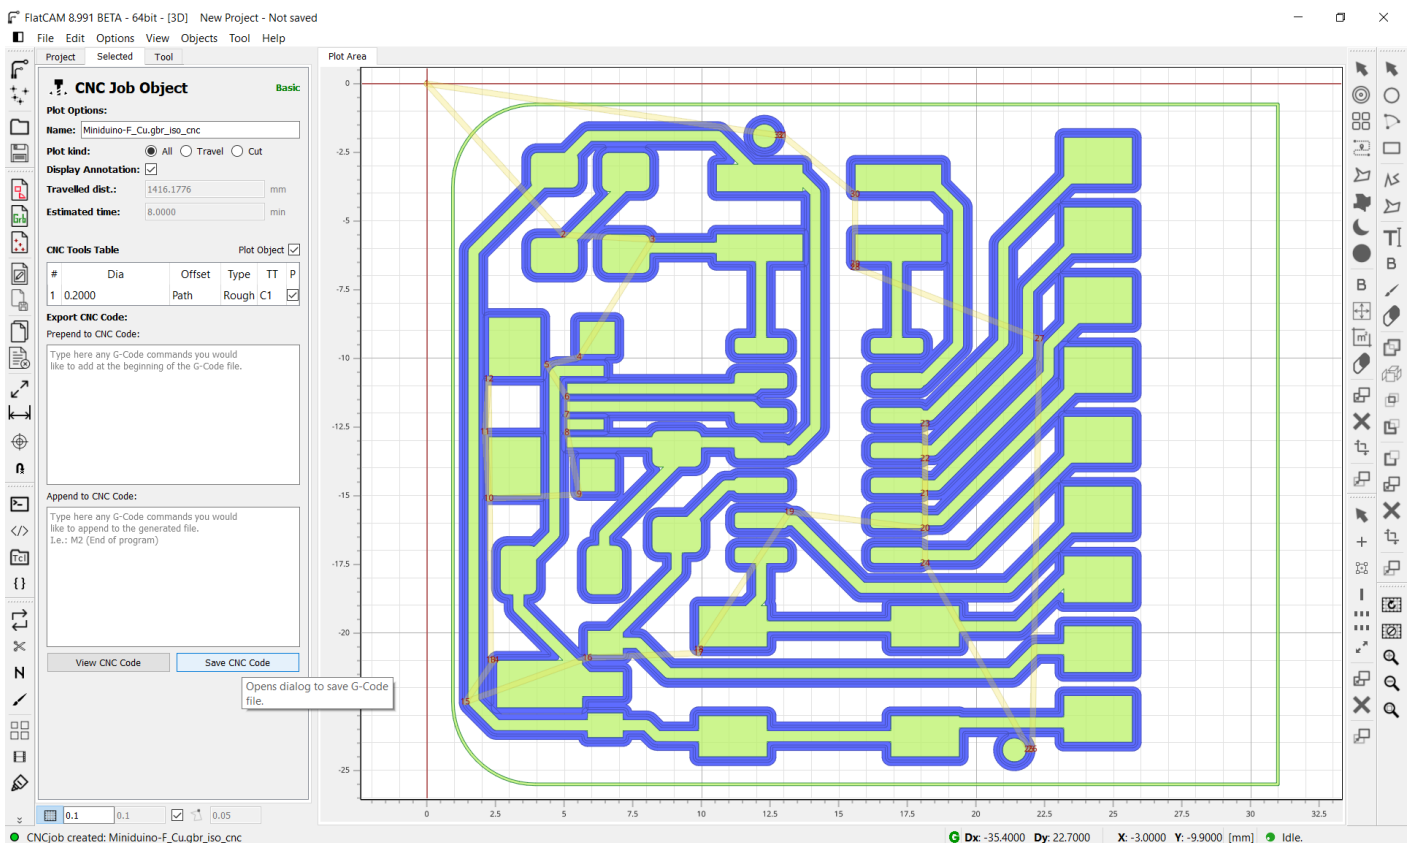 FlatCAM 8.991 BETA - 64bit - [3D]    New Project - Not saved
File Edit Options View Objects Tool Help
Project Selected Tool
Plot Area
CNC Job Object Basic
Plot Options:
Name: Miniduino-F_Cu.gbr_iso_cnc
Plot kind: All Travel Cut
Display Annotation:
Travelled dist.: 1416.1776 mm
Estimated time: 8.0000 min
CNC Tools Table Plot Object
# Dia Offset Type TT P
1 0.2000 Path Rough C1
Export CNC Code:
Prepend to CNC Code:
Type here any G-Code commands you would
like to add at the beginning of the G-Code file.
Append to CNC Code:
Type here any G-Code commands you would
like to append to the generated file.
I.e.: M2 (End of program)
View CNC Code Save CNC Code
Opens dialog to save G-Code
file.
0
-2.5
-5
-7.5
-10
-12.5
-15
-17.5
-20
-25
0 2.5 5 7.5 10 12.5 15 17.5 20 22.5 25 27.5 30 32.5
0.1 0.1 0.05
CNCjob created: Miniduino-F_Cu.gbr_iso_cnc
Dx: -35.4000 Dy: 22.7000 X: -3.0000 Y: -9.9000 [mm] Idle.